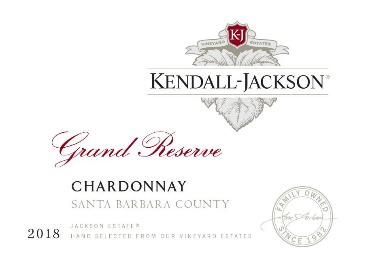 KJ
VINEYARD ESTATES
KENDALL-JACKSON®
Grand Reserve
CHARDONNAY
SANTA BARBARA COUNTY
2018
JACKSON ESTATE®
HAND SELECTED FROM OUR VINEYARD ESTATES
FAMILY OWNED
SINCE 1982